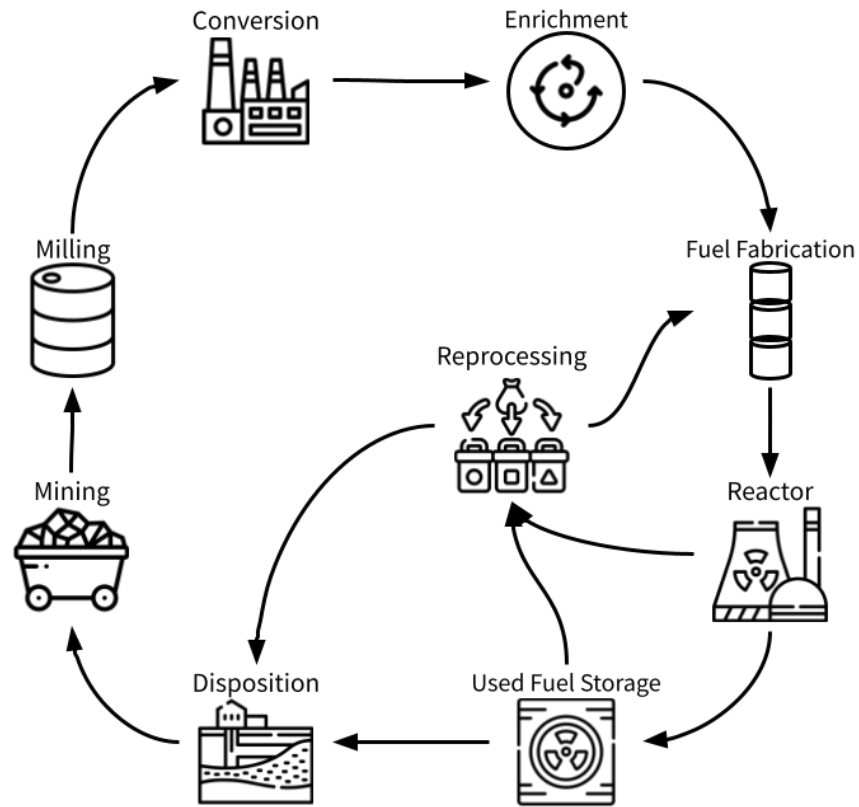 Conversion
Enrichment
Milling
Fuel Fabrication
Reprocessing
Mining
Reactor
Disposition
Used Fuel Storage